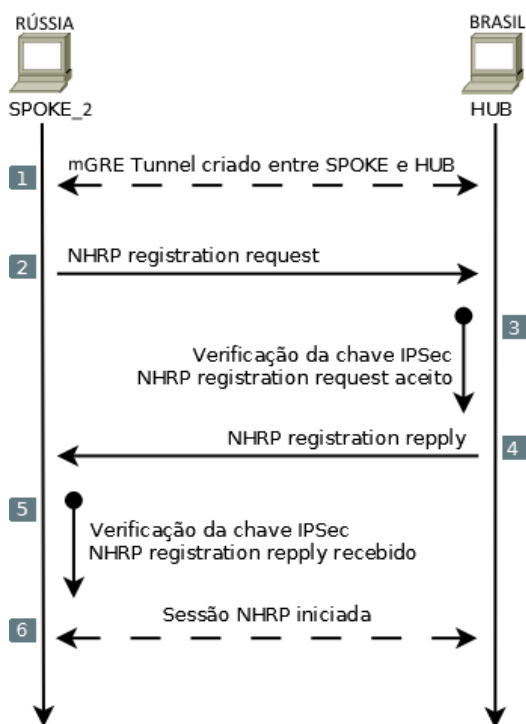 RÚSSIA
BRASIL
SPOKE_2
HUB
1
mGRE Tunnel criado entre SPOKE e HUB
2
NHRP registration request
3
Verificação da chave IPSec
NHRP registration request aceito
NHRP registration repply
4
5
Verificação da chave IPSec
NHRP registration repply recebido
6
Sessão NHRP iniciada